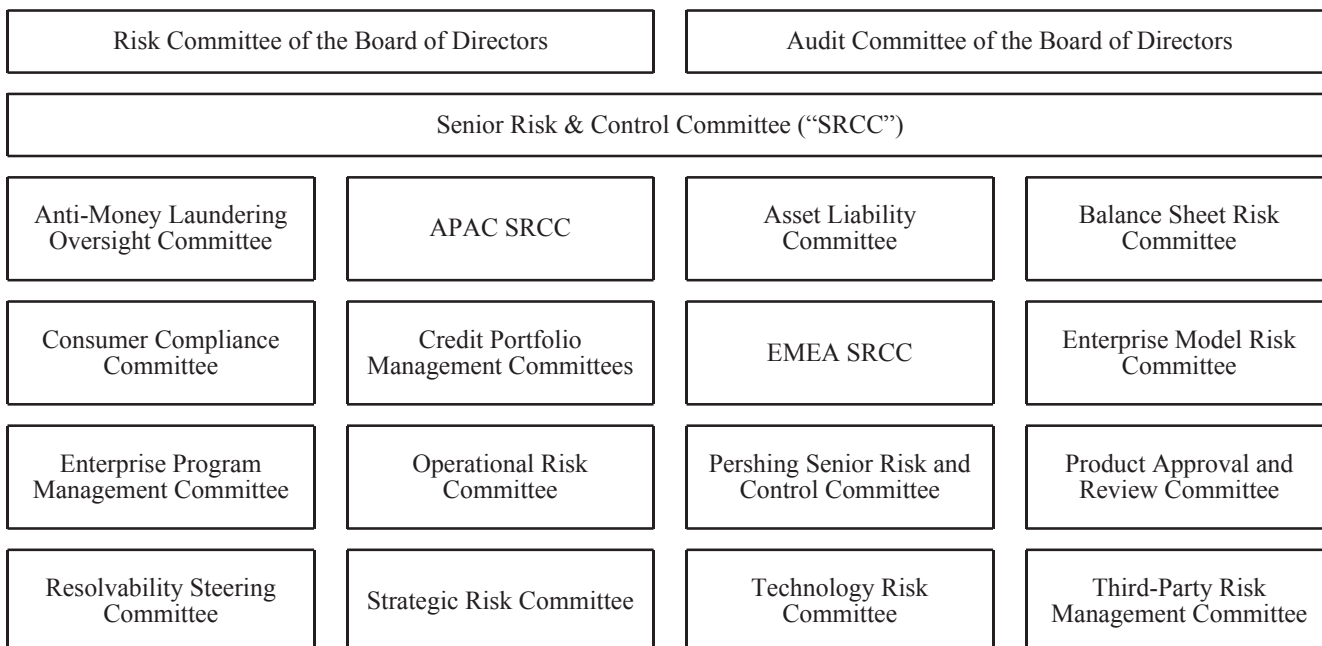 Risk Committee of the Board of Directors
Audit Committee of the Board of Directors
Senior Risk & Control Committee (“SRCC”)
Anti-Money Laundering
Oversight Committee
APAC SRCC
Asset Liability
Committee
Balance Sheet Risk
Committee
Consumer Compliance
Committee
Credit Portfolio
Management Committees
EMEA SRCC
Enterprise Model Risk
Committee
Enterprise Program
Management Committee
Operational Risk
Committee
Pershing Senior Risk and
Control Committee
Product Approval and
Review Committee
Resolvability Steering
Committee
Strategic Risk Committee
Technology Risk
Committee
Third-Party Risk
Management Committee